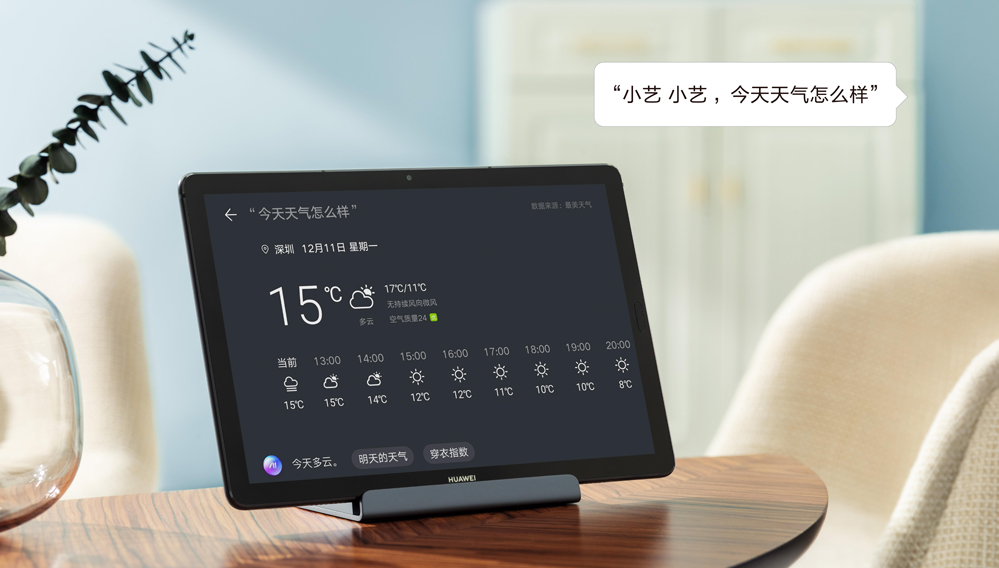 “小艺 小艺 ，今天天气怎么样”
“今天天气怎么样”
数据来源：最美天气
深圳 12月11日 星期一
15℃
17℃/11℃
无持续风向微风
多云
空气质量24 优
当前 13:00 14:00 15:00 16:00 17:00 18:00 19:00 20:00
15℃ 15℃ 14℃ 12℃ 12℃ 11℃ 10℃ 10℃ 8℃
AI 今天多云。 明天的天气 穿衣指数
HUAWEI